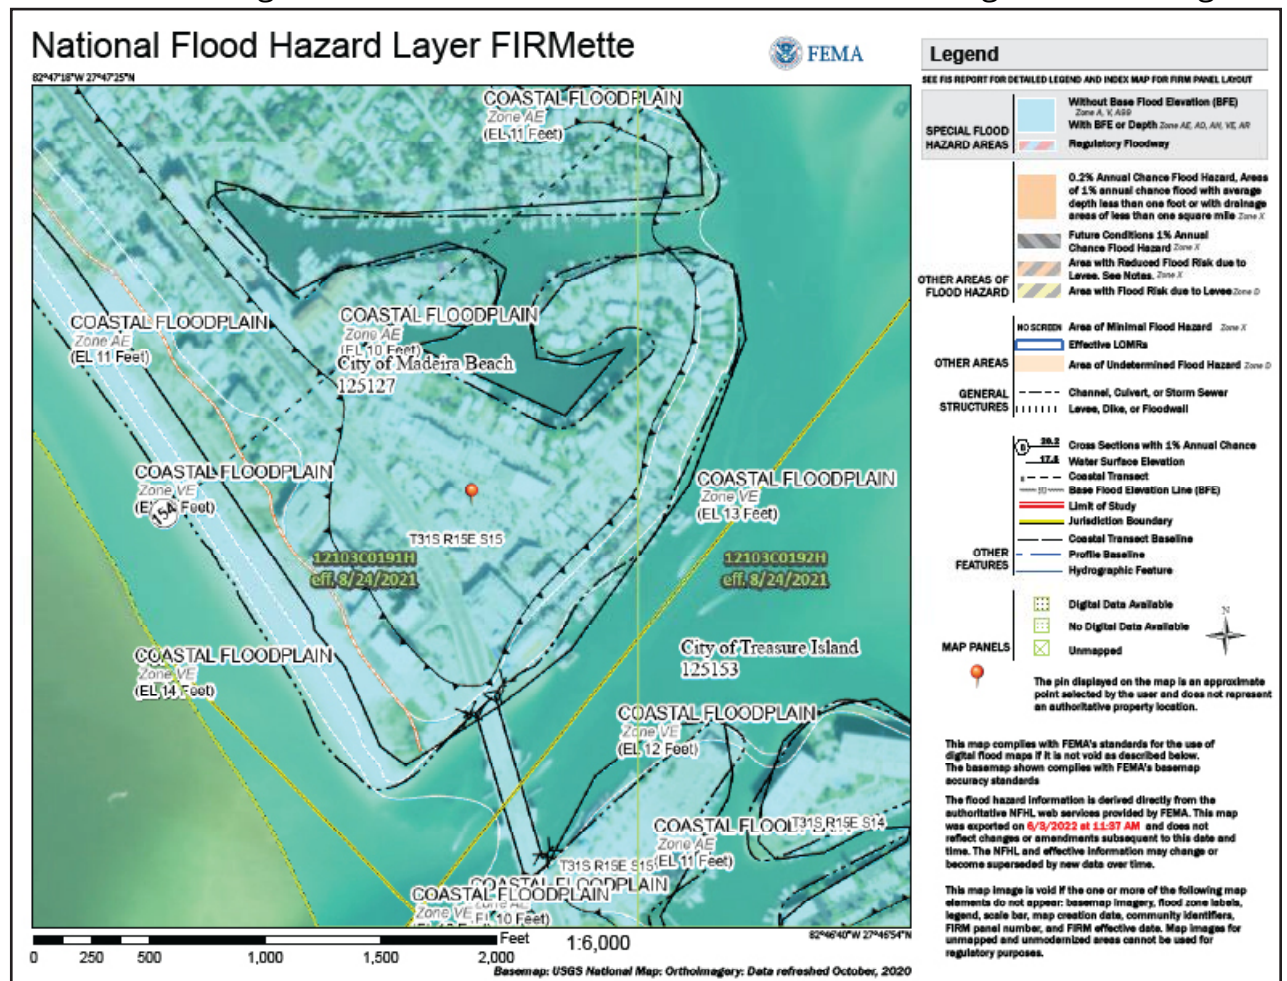 National Flood Hazard Layer FIRMette
FEMA
82°47'18"W 27°47'25"N
COASTAL FLOODPLAIN
Zone AE
(EL 11 Feet)
COASTAL FLOODPLAIN
Zone AE
(EL 11 Feet)
COASTAL FLOODPLAIN
Zone AE
(EL 10 Feet)
City of Madeira Beach
125127
COASTAL FLOODPLAIN
Zone VE
Feet)
154
COASTAL FLOODPLAIN
Zone VE
(EL 13 Feet)
T31S R15E S15
12103C0191H
eff. 8/24/2021
12103C0192H
eff. 8/24/2021
COASTAL FLOODPLAIN
Zone VE
(EL 14 Feet)
City of Treasure Island
125153
COASTAL FLOODPLAIN
Zone VE
(EL 12 Feet)
COASTAL
T31S R15E S14
Zone AE
(EL 11 Feet)
T31S R15E S15
COASTAL FLOODPLAIN
COASTAL FLOODPLAIN
Zone VE
10 Feet)
82°46'40"W 27°46'54"N
Feet
1:6,000
0 250 500 1,000 1,500 2,000
Basemap: USGS National Map: Orthoimagery: Data refreshed October, 2020
Legend
SEE FIS REPORT FOR DETAILED LEGEND AND INDEX MAP FOR FIRM PANEL LAYOUT
SPECIAL FLOOD
HAZARD AREAS
Without Base Flood Elevation (BFE)
Zone A, V, A99
With BFE or Depth Zone AE, AO, AH, VE, AR
Regulatory Floodway
OTHER AREAS OF
FLOOD HAZARD
0.2% Annual Chance Flood Hazard, Areas
of 1% annual chance flood with average
depth less than one foot or with drainage
areas of less than one square mile Zone X
Future Conditions 1% Annual
Chance Flood Hazard Zone X
Area with Reduced Flood Risk due to
Levee. See Notes. Zone X
Area with Flood Risk due to Levee Zone D
OTHER AREAS
NO SCREEN Area of Minimal Flood Hazard Zone X
Effective LOMRs
Area of Undetermined Flood Hazard Zone D
GENERAL
STRUCTURES
Channel, Culvert, or Storm Sewer
Levee, Dike, or Floodwall
OTHER
FEATURES
B 20.2 Cross Sections with 1% Annual Chance
17.5 Water Surface Elevation
Coastal Transect
Base Flood Elevation Line (BFE)
Limit of Study
Jurisdiction Boundary
Coastal Transect Baseline
Profile Baseline
Hydrographic Feature
MAP PANELS
Digital Data Available
No Digital Data Available
Unmapped
N
The pin displayed on the map is an approximate
point selected by the user and does not represent
an authoritative property location.
This map complies with FEMA's standards for the use of
digital flood maps if it is not void as described below.
The basemap shown complies with FEMA's basemap
accuracy standards
The flood hazard information is derived directly from the
authoritative NFHL web services provided by FEMA. This map
was exported on 6/3/2022 at 11:37 AM and does not
reflect changes or amendments subsequent to this date and
time. The NFHL and effective information may change or
become superseded by new data over time.
This map image is void if the one or more of the following map
elements do not appear: basemap imagery, flood zone labels,
legend, scale bar, map creation date, community identifiers,
FIRM panel number, and FIRM effective date. Map images for
unmapped and unmodernized areas cannot be used for
regulatory purposes.